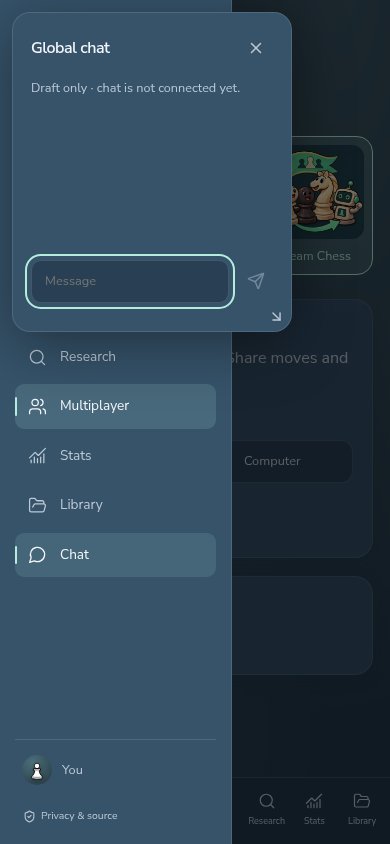 Global chat
Draft only · chat is not connected yet.
Message
Research
Multiplayer
Stats
Library
Chat
You
Privacy & source
Team Chess
Share moves and
Computer
Research
Stats
Library